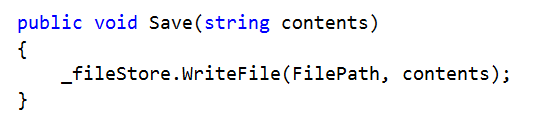 public void Save(string contents)
{
    _fileStore.WriteFile(FilePath, contents);
}